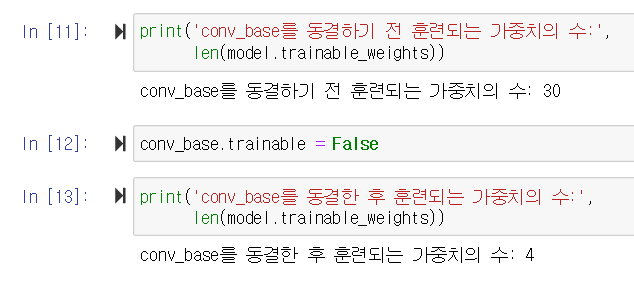 In [11]: print('conv_base를 동결하기 전 훈련되는 가중치의 수:',
len(model.trainable_weights))
conv_base를 동결하기 전 훈련되는 가중치의 수: 30
In [12]: conv_base.trainable = False
In [13]: print('conv_base를 동결한 후 훈련되는 가중치의 수:',
len(model.trainable_weights))
conv_base를 동결한 후 훈련되는 가중치의 수: 4